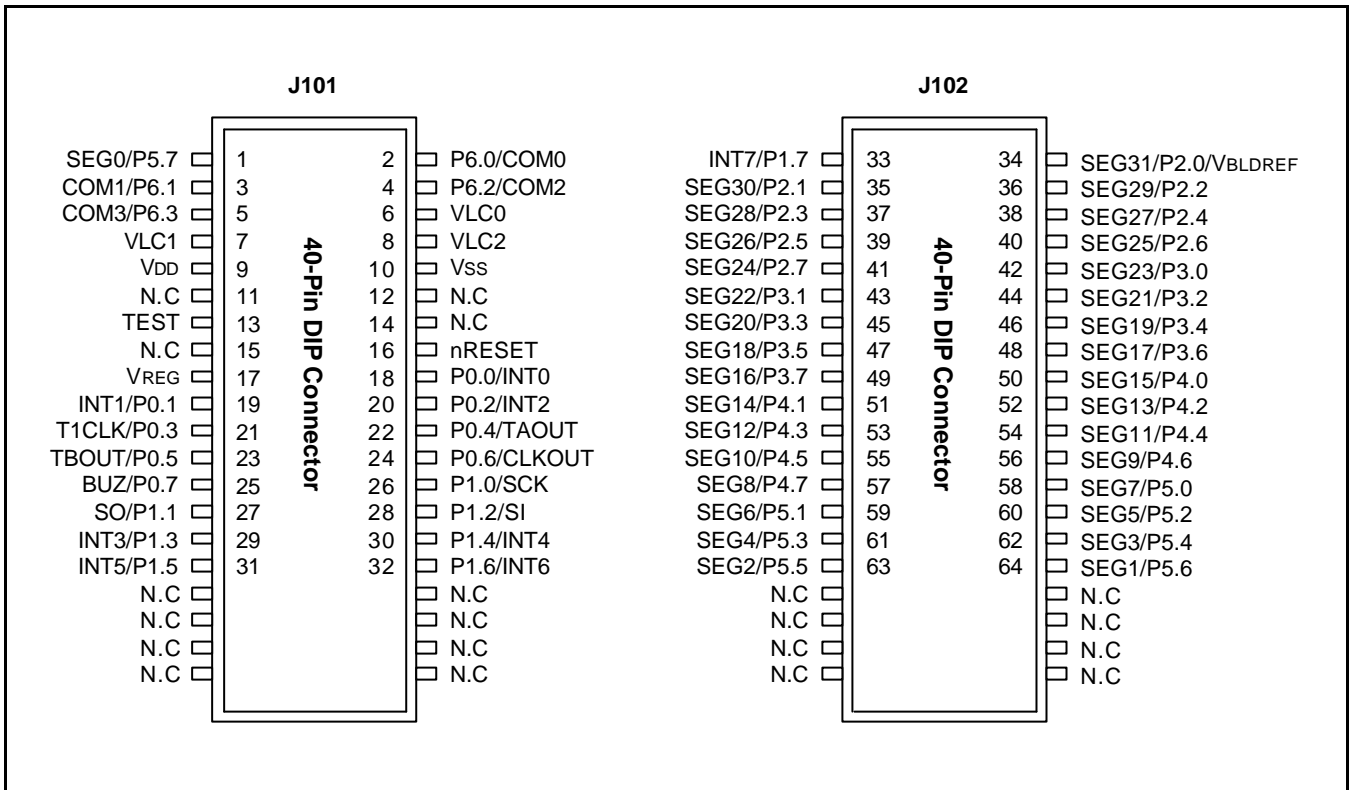 J101
40-Pin DIP Connector
SEG0/P5.7 1 2 P6.0/COM0
COM1/P6.1 3 4 P6.2/COM2
COM3/P6.3 5 6 VLC0
VLC1 7 8 VLC2
VDD 9 10 VSS
N.C 11 12 N.C
TEST 13 14 N.C
N.C 15 16 nRESET
VREG 17 18 P0.0/INT0
INT1/P0.1 19 20 P0.2/INT2
T1CLK/P0.3 21 22 P0.4/TAOUT
TBOUT/P0.5 23 24 P0.6/CLKOUT
BUZ/P0.7 25 26 P1.0/SCK
SO/P1.1 27 28 P1.2/SI
INT3/P1.3 29 30 P1.4/INT4
INT5/P1.5 31 32 P1.6/INT6
N.C N.C
N.C N.C
N.C N.C
N.C N.C
J102
40-Pin DIP Connector
INT7/P1.7 33 34 SEG31/P2.0/VBLDREF
SEG30/P2.1 35 36 SEG29/P2.2
SEG28/P2.3 37 38 SEG27/P2.4
SEG26/P2.5 39 40 SEG25/P2.6
SEG24/P2.7 41 42 SEG23/P3.0
SEG22/P3.1 43 44 SEG21/P3.2
SEG20/P3.3 45 46 SEG19/P3.4
SEG18/P3.5 47 48 SEG17/P3.6
SEG16/P3.7 49 50 SEG15/P4.0
SEG14/P4.1 51 52 SEG13/P4.2
SEG12/P4.3 53 54 SEG11/P4.4
SEG10/P4.5 55 56 SEG9/P4.6
SEG8/P4.7 57 58 SEG7/P5.0
SEG6/P5.1 59 60 SEG5/P5.2
SEG4/P5.3 61 62 SEG3/P5.4
SEG2/P5.5 63 64 SEG1/P5.6
N.C N.C
N.C N.C
N.C N.C
N.C N.C